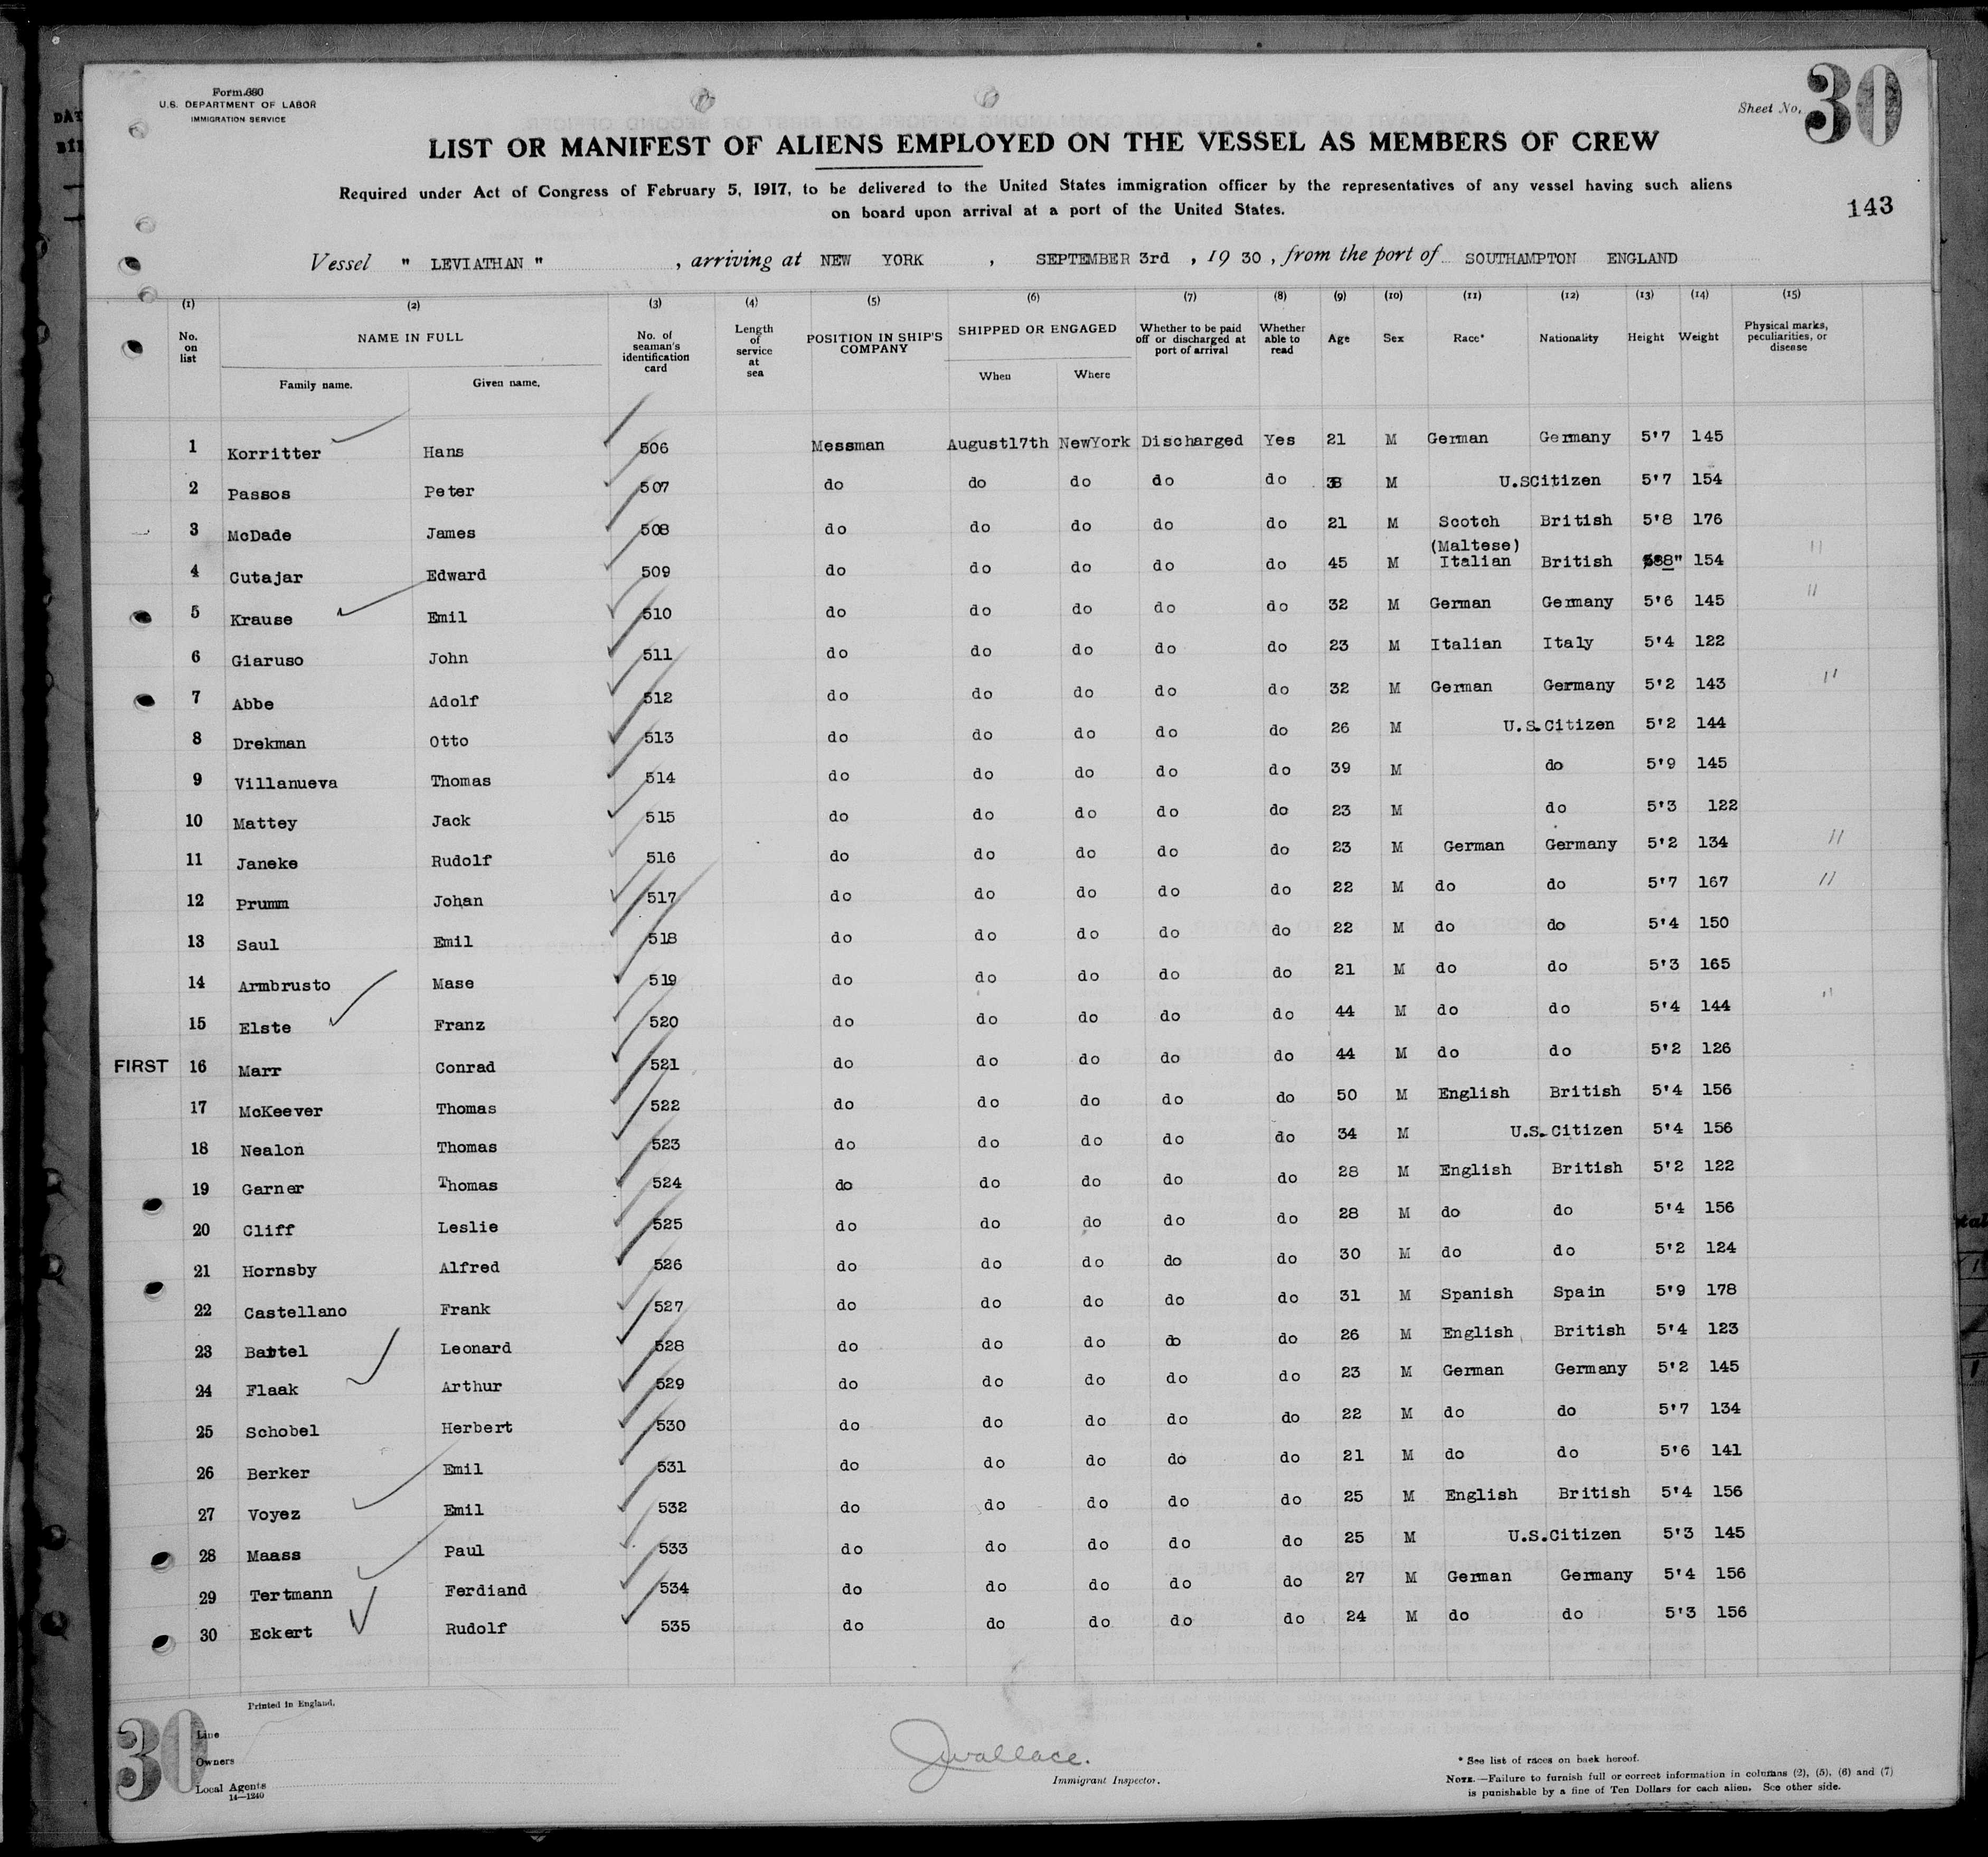 Form 680
U.S. DEPARTMENT OF LABOR
IMMIGRATION SERVICE
Sheet No. 30
LIST OR MANIFEST OF ALIENS EMPLOYED ON THE VESSEL AS MEMBERS OF CREW
Required under Act of Congress of February 5, 1917, to be delivered to the United States immigration officer by the representatives of any vessel having such aliens
on board upon arrival at a port of the United States.
143
Vessel " LEVIATHAN " , arriving at NEW YORK , SEPTEMBER 3rd , 19 30 , from the port of SOUTHAMPTON ENGLAND
(1) (2) (3) (4) (5) (6) (7) (8) (9) (10) (11) (12) (13) (14) (15)
No. on list NAME IN FULL No. of seaman's identification card Length of service at sea POSITION IN SHIP'S COMPANY SHIPPED OR ENGAGED Whether to be paid off or discharged at port of arrival Whether able to read Age Sex Race* Nationality Height Weight Physical marks, peculiarities, or disease
Family name. Given name. When Where
1 Korritter Hans 506 Messman August17th NewYork Discharged Yes 21 M German Germany 5'7 145
2 Passos Peter 507 do do do do do M U.SCitizen 5'7 154
3 McDade James 508 do do do do do 21 M Scotch British 5'8 176
(Maltese)
4 Cutajar Edward 509 do do do do do 45 M Italian British 154 "
5 Krause Emil 510 do do do do do 32 M German Germany 5'6 145 "
6 Giaruso John 511 do do do do do 23 M Italian Italy 5'4 122
7 Abbe Adolf 512 do do do do do 32 M German Germany 5'2 143 "
8 Drekman Otto 513 do do do do do 26 M U.S.Citizen 5'2 144
9 Villanueva Thomas 514 do do do do do 39 M do 5'9 145
10 Mattey Jack 515 do do do do do 23 M do 5'3 122
11 Janeke Rudolf 516 do do do do do 23 M German Germany 5'2 134 "
12 Prumm Johan 517 do do do do do 22 M do do 5'7 167 "
13 Saul Emil 518 do do do do do 22 M do do 5'4 150
14 Armbrusto Mase 519 do do do do do 21 M do do 5'3 165
15 Elste Franz 520 do do do do do 44 M do do 5'4 144 "
FIRST 16 Marr Conrad 521 do do do do do 44 M do do 5'2 126
17 McKeever Thomas 522 do do do do do 50 M English British 5'4 156
18 Nealon Thomas 523 do do do do do 34 M U.S.Citizen 5'4 156
19 Garner Thomas 524 do do do do do 28 M English British 5'2 122
20 Cliff Leslie 525 do do do do do 28 M do do 5'4 156
21 Hornsby Alfred 526 do do do do do 30 M do do 5'2 124
22 Castellano Frank 527 do do do do do 31 M Spanish Spain 5'9 178
23 Leonard 528 do do do do do 26 M English British 5'4 123
24 Flaak Arthur 529 do do do do do 23 M German Germany 5'2 145
25 Schobel Herbert 530 do do do do do 22 M do do 5'7 134
26 Berker Emil 531 do do do do do 21 M do do 5'6 141
27 Voyez Emil 532 do do do do do 25 M English British 5'4 156
28 Maass Paul 533 do do do do do 25 M U.S.Citizen 5'3 145
29 Tertmann Ferdiand 534 do do do do do 27 M German Germany 5'4 156
30 Eckert Rudolf 535 do do do do do 24 M do do 5'3 156
Printed in England.
30
Line
Owners
Local Agents
14—1240
JWallace.
Immigrant Inspector.
* See list of races on back hereof.
NOTE.—Failure to furnish full or correct information in columns (2), (5), (6) and (7)
is punishable by a fine of Ten Dollars for each alien. See other side.